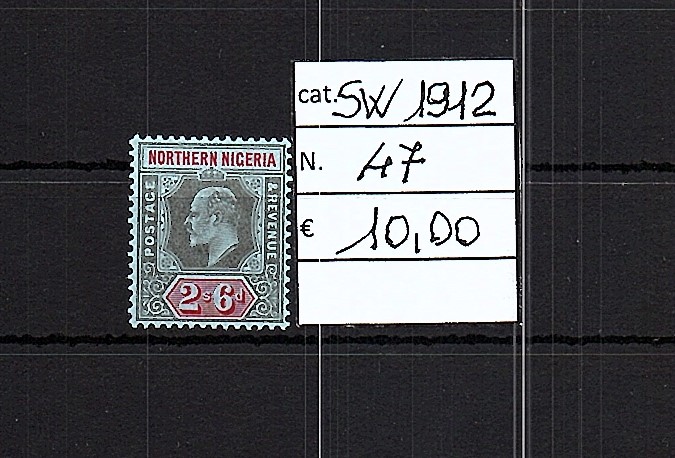 NORTHERN NIGERIA
POSTAGE
& REVENUE
2s 6d
cat. SW 1912
N. 47
€ 10,00